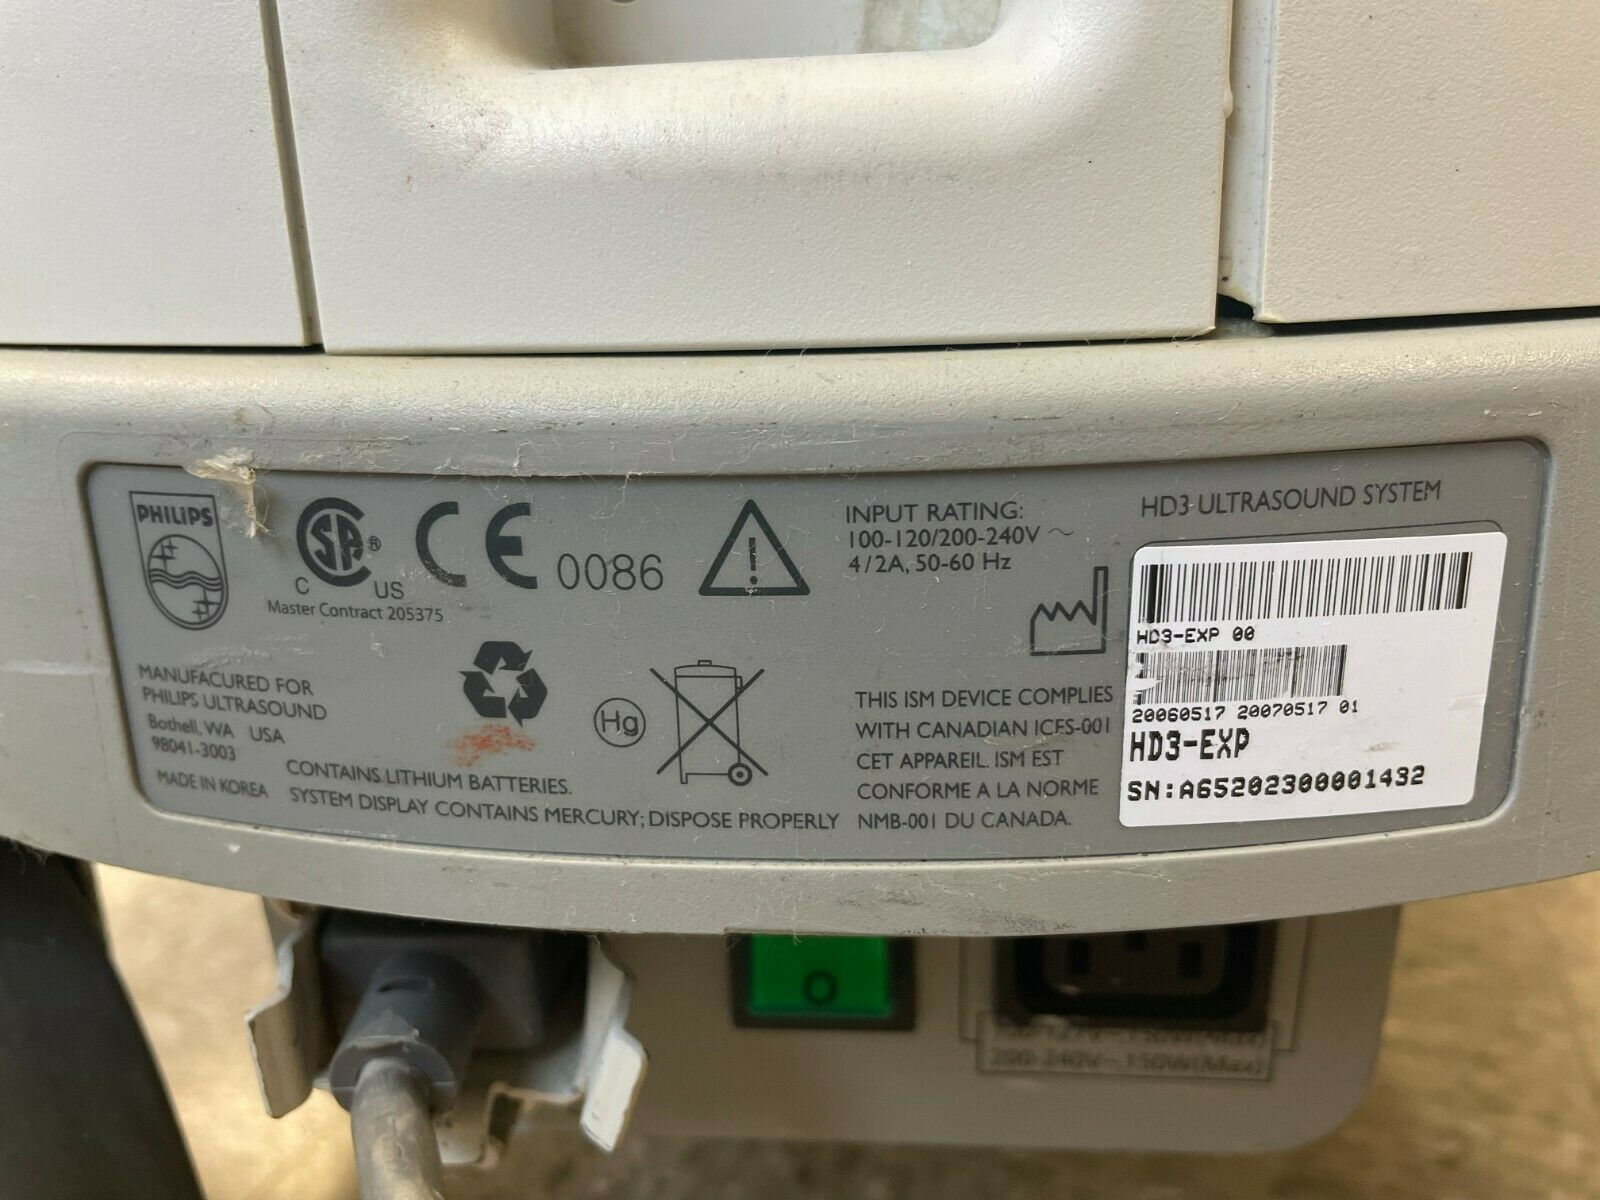 PHILIPS
C US
Master Contract 205375
CE 0086
INPUT RATING:
100-120/200-240V ~
4/2A, 50-60 Hz
HD3 ULTRASOUND SYSTEM
MANUFACURED FOR
PHILIPS ULTRASOUND
Bothell, WA USA
98041-3003
MADE IN KOREA
Hg
CONTAINS LITHIUM BATTERIES.
SYSTEM DISPLAY CONTAINS MERCURY; DISPOSE PROPERLY
THIS ISM DEVICE COMPLIES
WITH CANADIAN ICES-001
CET APPAREIL ISM EST
CONFORME A LA NORME
NMB-001 DU CANADA.
HD3-EXP 00
20060517 20070517 01
HD3-EXP
SN:A65202300001432
200-240V~,150W(Max)